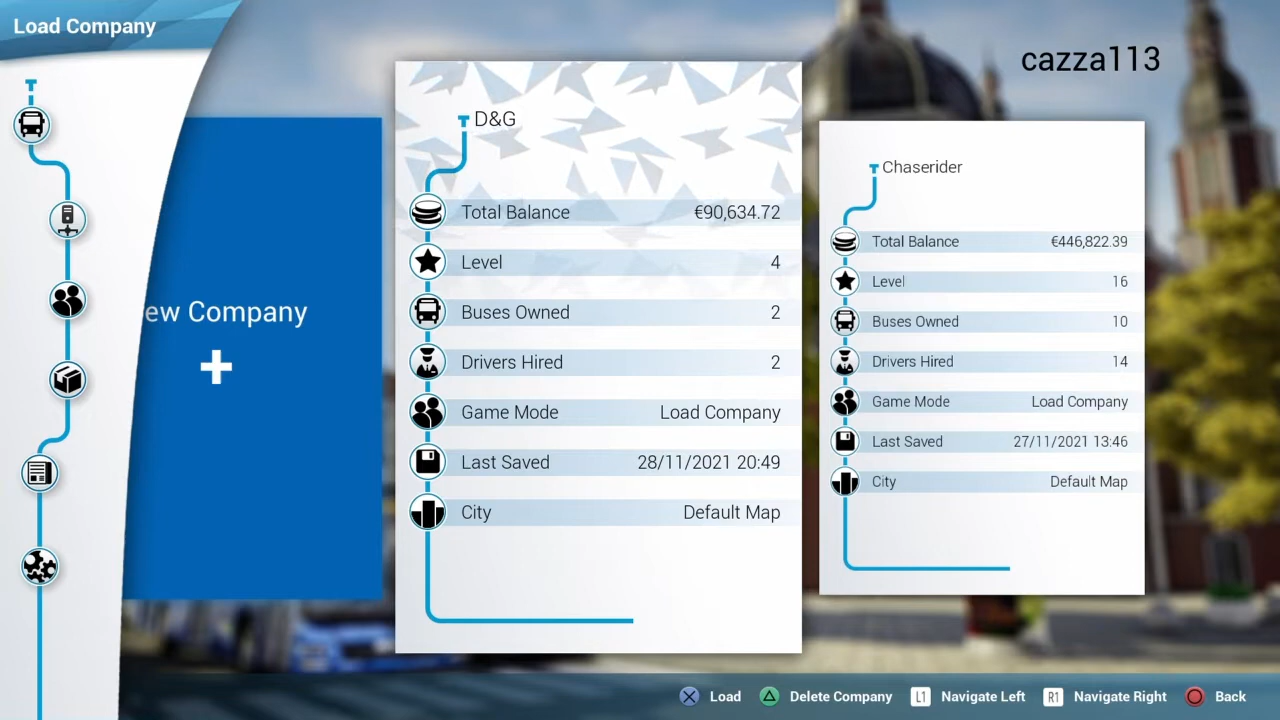 Load Company
cazza113
ew Company
D&G
Total Balance €90,634.72
Level 4
Buses Owned 2
Drivers Hired 2
Game Mode Load Company
Last Saved 28/11/2021 20:49
City Default Map
Chaserider
Total Balance €446,822.39
Level 16
Buses Owned 10
Drivers Hired 14
Game Mode Load Company
Last Saved 27/11/2021 13:46
City Default Map
Load Delete Company L1 Navigate Left R1 Navigate Right Back